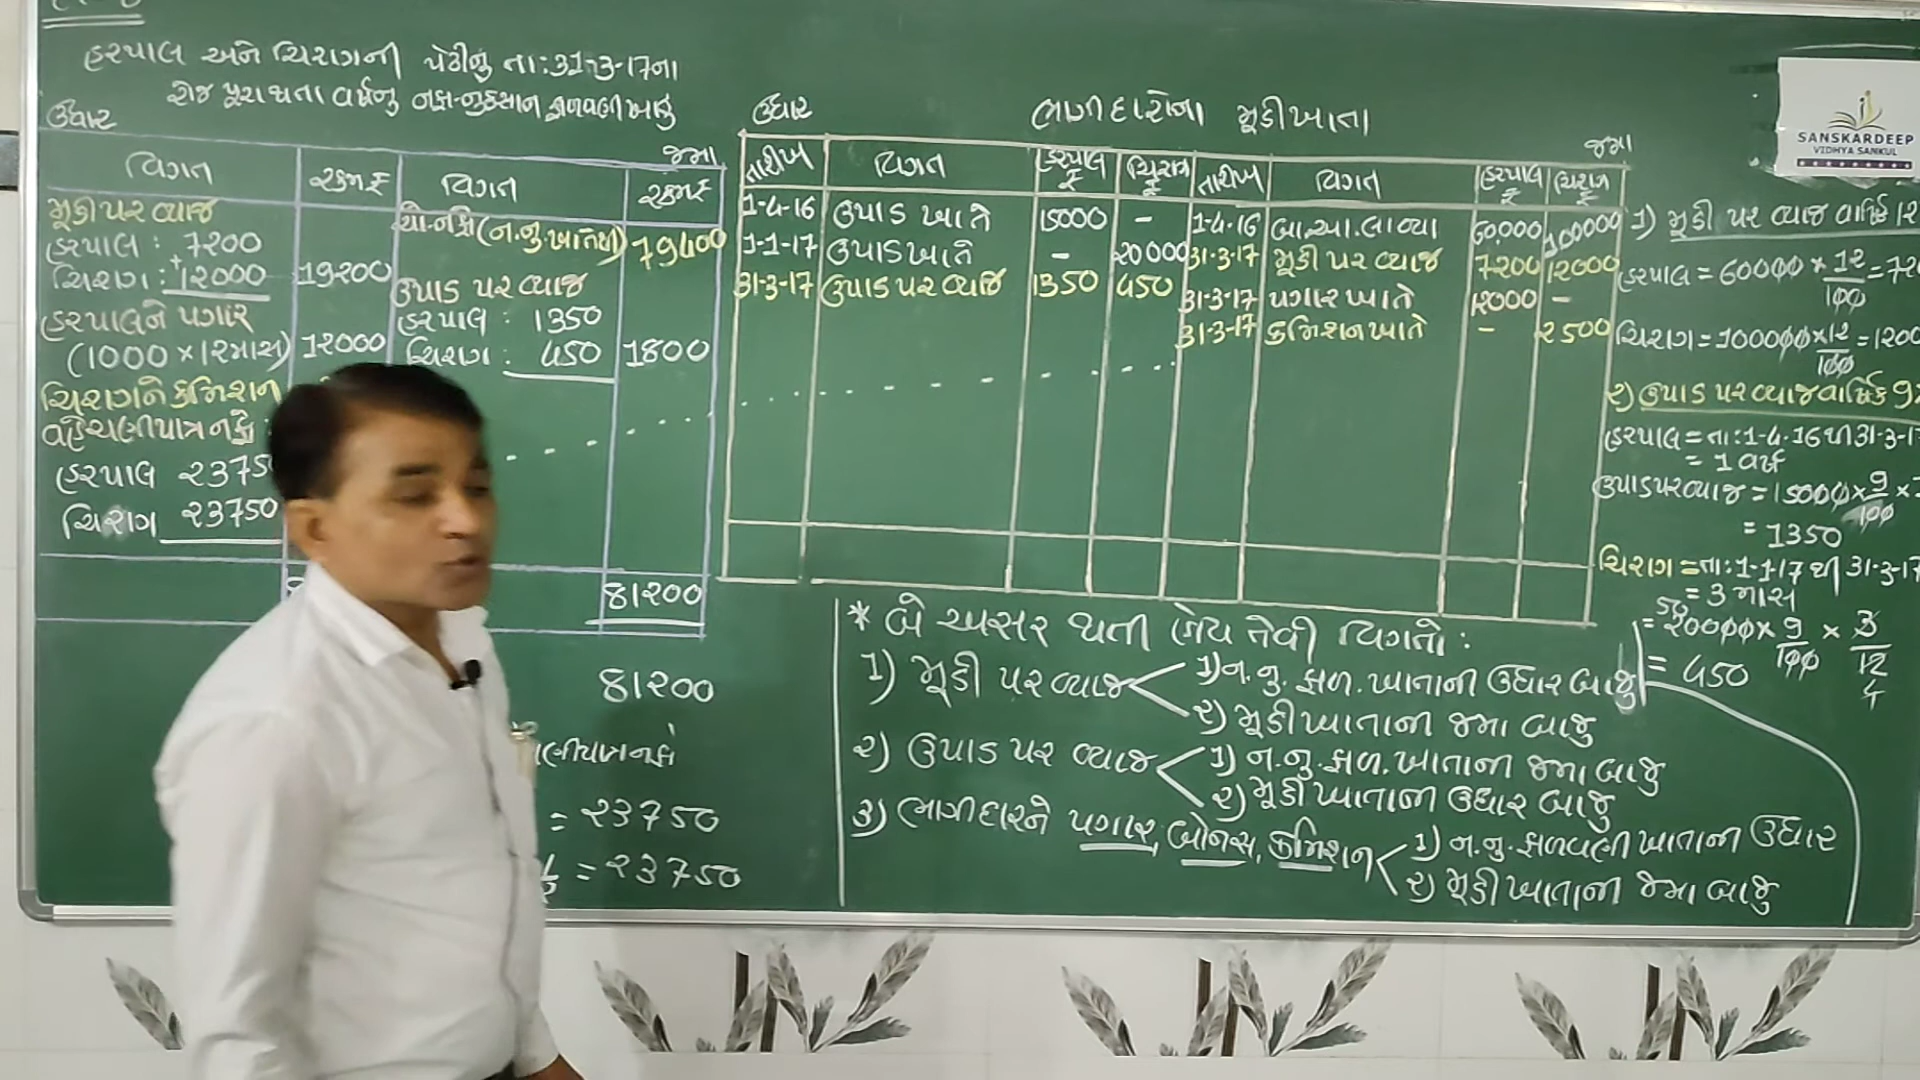 હરપાલ અને ચિરાગની પેઢીનું તા:31-3-17ના
રોજ પૂરા થતા વર્ષનું નફા-નુકસાન ફાળવણી ખાતું
ઉધાર
જમા
વિગત રકમ ₹ વિગત રકમ ₹
મૂડી પર વ્યાજ
હરપાલ : 7200
ચિરાગ : +12000 19200
હરપાલને પગાર
(1000 × 12 માસ) 12000
ચિરાગને કમિશન
વહેંચણીપાત્ર નફો :
હરપાલ 23750
ચિરાગ 23750
ચો.નફો (ન.નુ.ખાતેથી) 79400
ઉપાડ પર વ્યાજ
હરપાલ : 1350
ચિરાગ : 450 1800
81200
81200
= 23750
= 23750
ઉધાર ભાગીદારોના મૂડી ખાતા જમા
તારીખ વિગત હરપાલ ₹ ચિરાગ ₹ તારીખ વિગત હરપાલ ₹ ચિરાગ ₹
1-4-16 ઉપાડ ખાતે 15000 - 1-4-16 બા.આ.લાવ્યા 60,000 100000
1-1-17 ઉપાડ ખાતે - 20000 31-3-17 મૂડી પર વ્યાજ 7200 12000
31-3-17 ઉપાડ પર વ્યાજ 1350 450 31-3-17 પગાર ખાતે 12000 -
31-3-17 કમિશન ખાતે - 2500
* બે અસર થતી હોય તેવી વિગતો :
1) મૂડી પર વ્યાજ
1) ન.નુ. ફાળ. ખાતાની ઉધાર બાજુ
2) મૂડી ખાતાની જમા બાજુ
2) ઉપાડ પર વ્યાજ
1) ન.નુ. ફાળ. ખાતાની જમા બાજુ
2) મૂડી ખાતાની ઉધાર બાજુ
3) ભાગીદારને પગાર, બોનસ, કમિશન
1) ન.નુ. ફાળવણી ખાતાની ઉધાર
2) મૂડી ખાતાની જમા બાજુ
SANSKARDEEP
VIDHYA SANKUL
1) મૂડી પર વ્યાજ વાર્ષિક 12
હરપાલ = 60000 × 12/100 = 72
ચિરાગ = 100000 × 12/100 = 1200
2) ઉપાડ પર વ્યાજ વાર્ષિક 9
હરપાલ = તા:1-4-16 થી 31-3-1
= 1 વર્ષ
ઉપાડ પર વ્યાજ = 15000 × 9/100 ×
= 1350
ચિરાગ = તા:1-1-17 થી 31-3-17
= 3 માસ
50
= 20000 × 9/100 × 3/12
4
= 450